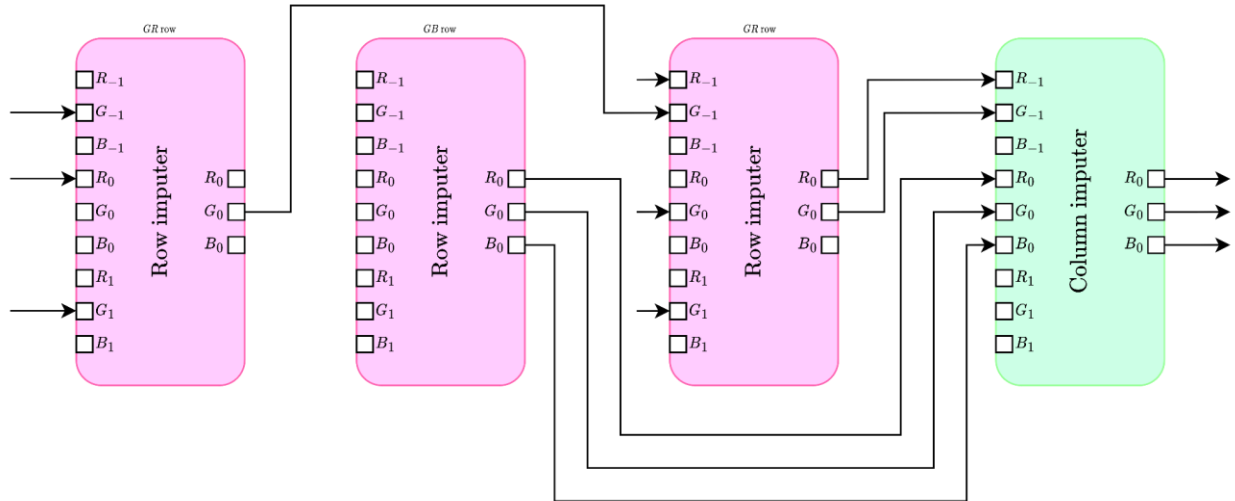 GR row
R₋₁
G₋₁
B₋₁
R₀
G₀
B₀
R₁
G₁
B₁
Row imputer
R₀
G₀
B₀
GB row
R₋₁
G₋₁
B₋₁
R₀
G₀
B₀
R₁
G₁
B₁
Row imputer
R₀
G₀
B₀
GR row
R₋₁
G₋₁
B₋₁
R₀
G₀
B₀
R₁
G₁
B₁
Row imputer
R₀
G₀
B₀
R₋₁
G₋₁
B₋₁
R₀
G₀
B₀
R₁
G₁
B₁
Column imputer
R₀
G₀
B₀